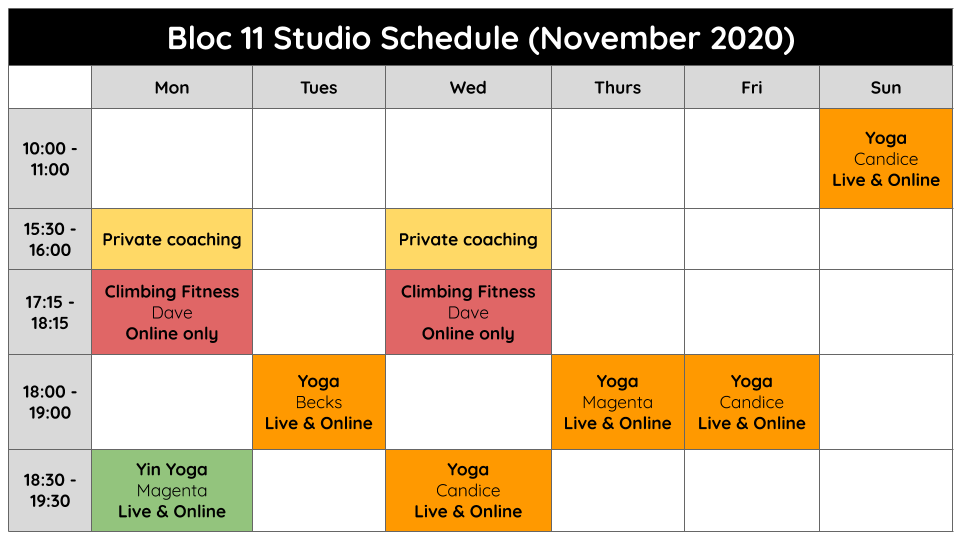 Bloc 11 Studio Schedule (November 2020)
Mon
Tues
Wed
Thurs
Fri
Sun
10:00 -
11:00
Yoga
Candice
Live & Online
15:30 -
16:00
Private coaching
Private coaching
17:15 -
18:15
Climbing Fitness
Dave
Online only
Climbing Fitness
Dave
Online only
18:00 -
19:00
Yoga
Becks
Live & Online
Yoga
Magenta
Live & Online
Yoga
Candice
Live & Online
18:30 -
19:30
Yin Yoga
Magenta
Live & Online
Yoga
Candice
Live & Online